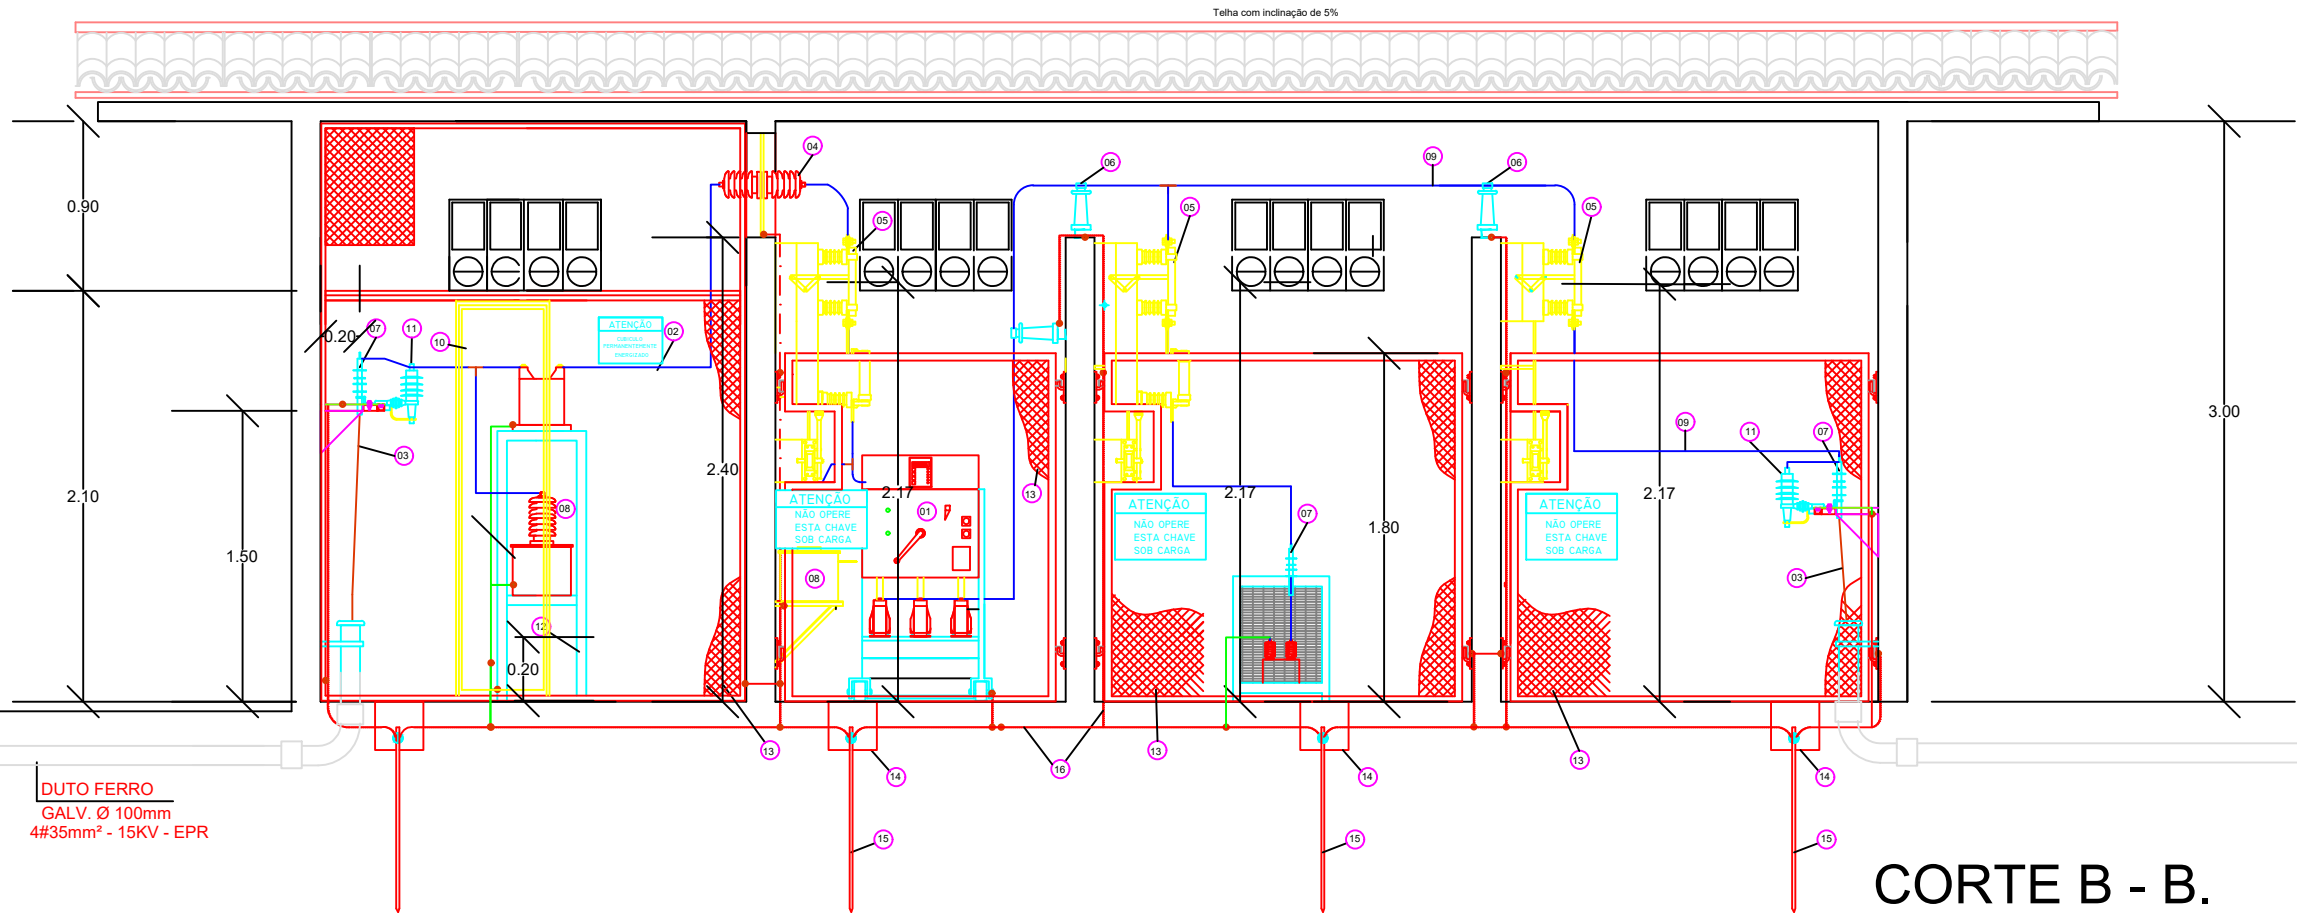 Telha com inclinação de 5%
04
06
09
06
0.90
05
05
05
ATENÇÃO
CUBÍCULO
PERMANENTEMENTE
ENERGIZADO
0.20
07
11
10
02
3.00
09
11
07
03
2.40
2.10
1.50
08
ATENÇÃO
NÃO OPERE
ESTA CHAVE
SOB CARGA
2.17
01
13
ATENÇÃO
NÃO OPERE
ESTA CHAVE
SOB CARGA
2.17
07
1.80
ATENÇÃO
NÃO OPERE
ESTA CHAVE
SOB CARGA
2.17
03
08
12
0.20
13
14
16
13
14
13
14
DUTO FERRO
GALV. Ø 100mm
4#35mm² - 15KV - EPR
15
15
15
CORTE B - B.